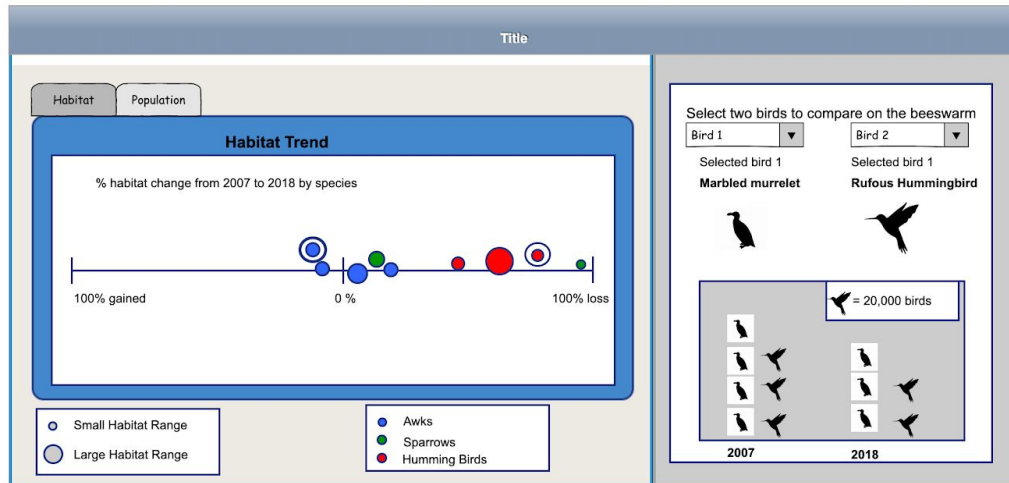 Title
Habitat
Population
Habitat Trend
% habitat change from 2007 to 2018 by species
100% gained
0 %
100% loss
Small Habitat Range
Large Habitat Range
Awks
Sparrows
Humming Birds
Select two birds to compare on the beeswarm
Bird 1
Bird 2
Selected bird 1
Selected bird 1
Marbled murrelet
Rufous Hummingbird
= 20,000 birds
2007
2018